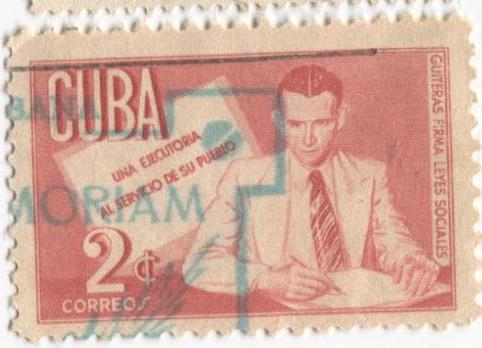 CUBA
GUITERAS FIRMA LEYES SOCIALES
UNA EJECUTORIA
AL SERVICIO DE SU PUEBLO
MORIAM
2¢
CORREOS